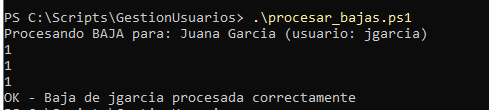 PS C:\Scripts\GestionUsuarios> .\procesar_bajas.ps1
Procesando BAJA para: Juana Garcia (usuario: jgarcia)
1
1
1
OK - Baja de jgarcia procesada correctamente